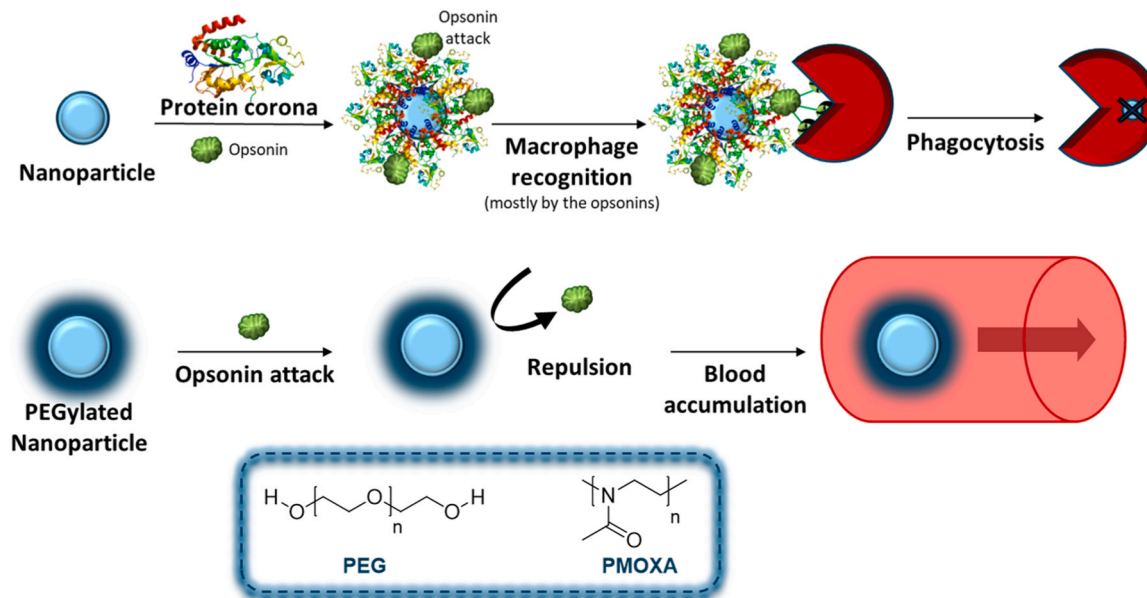 Opsonin
attack
Protein corona
Opsonin
Nanoparticle
Macrophage
recognition
(mostly by the opsonins)
Phagocytosis
PEGylated
Nanoparticle
Opsonin attack
Repulsion
Blood
accumulation
H
O
O
n
O
H
PEG
N
n
O
PMOXA